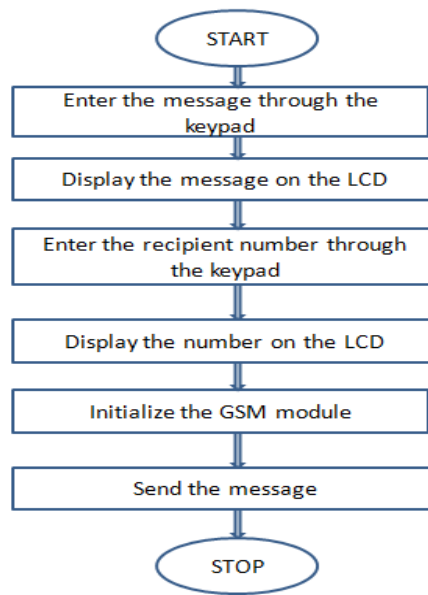 START
Enter the message through the
keypad
Display the message on the LCD
Enter the recipient number through
the keypad
Display the number on the LCD
Initialize the GSM module
Send the message
STOP